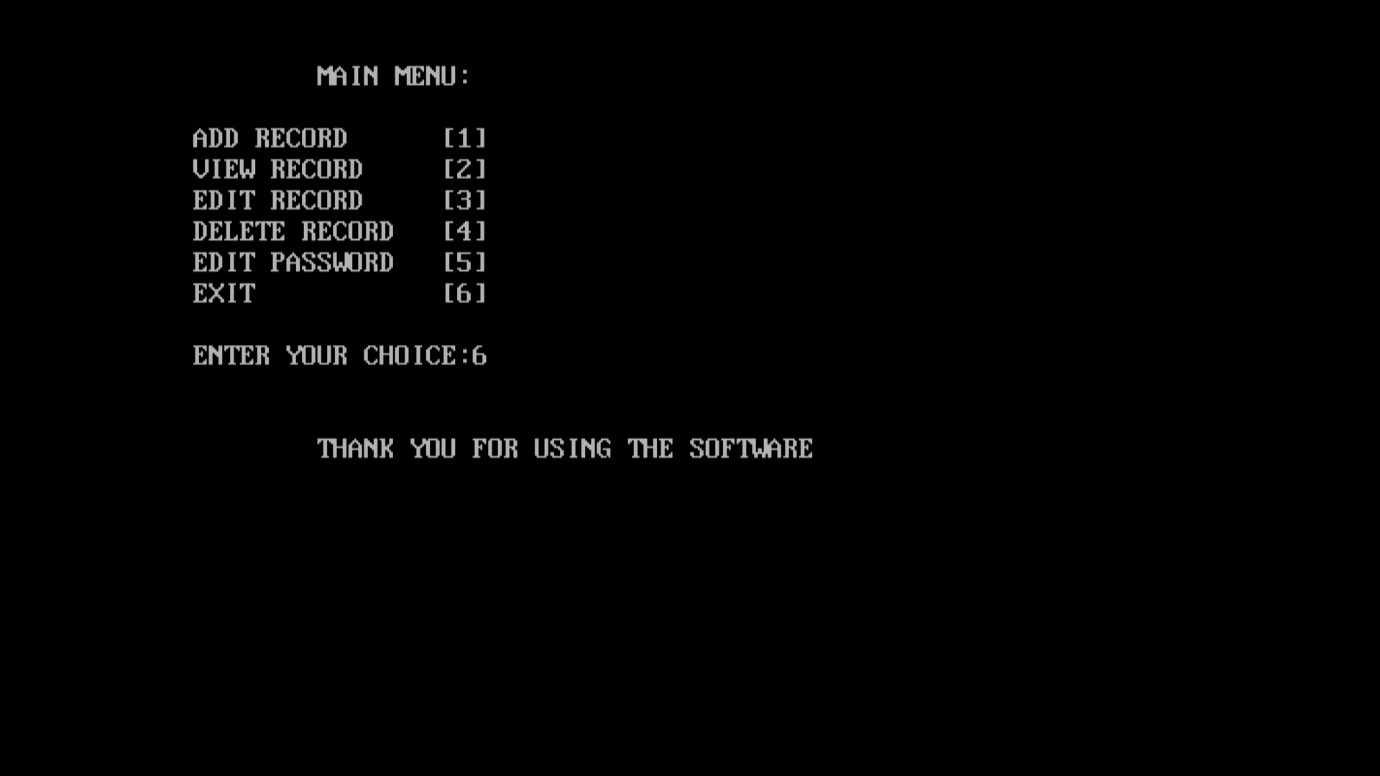 MAIN MENU:
ADD RECORD [1]
VIEW RECORD [2]
EDIT RECORD [3]
DELETE RECORD [4]
EDIT PASSWORD [5]
EXIT [6]
ENTER YOUR CHOICE:6
THANK YOU FOR USING THE SOFTWARE